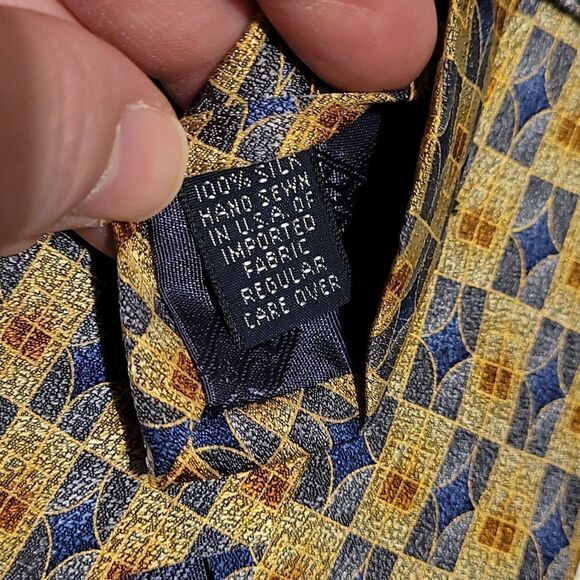 100% SILK
HAND SEWN
IN U.S.A. OF
IMPORTED
FABRIC
REGULAR
CARE OVER